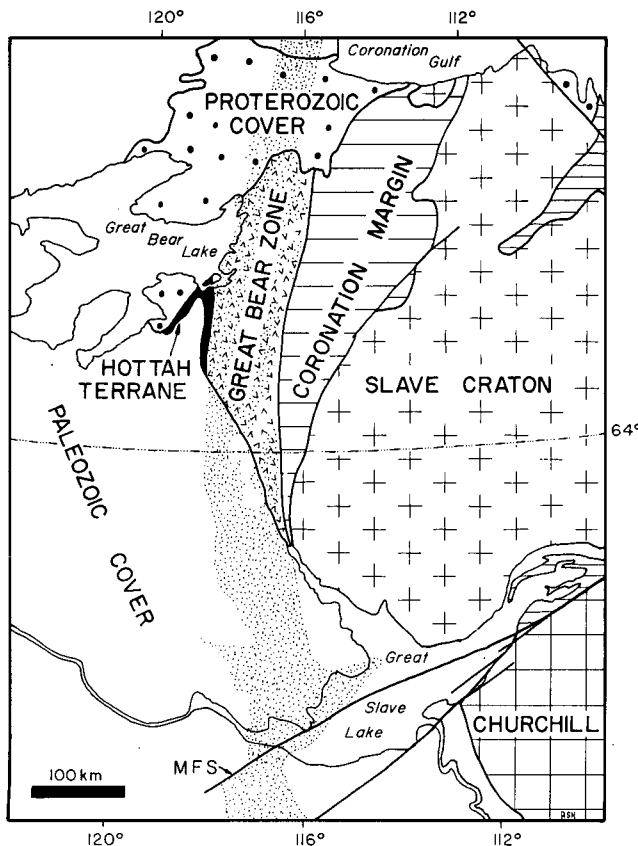 120° 116° 112°
Coronation
Gulf
PROTEROZOIC
COVER
Great
Bear
Lake
GREAT BEAR ZONE
CORONATION MARGIN
HOTTAH
TERRANE
SLAVE CRATON
64°
PALEOZOIC COVER
Great
Slave
Lake
CHURCHILL
MFS
100 km
120° 116° 112°